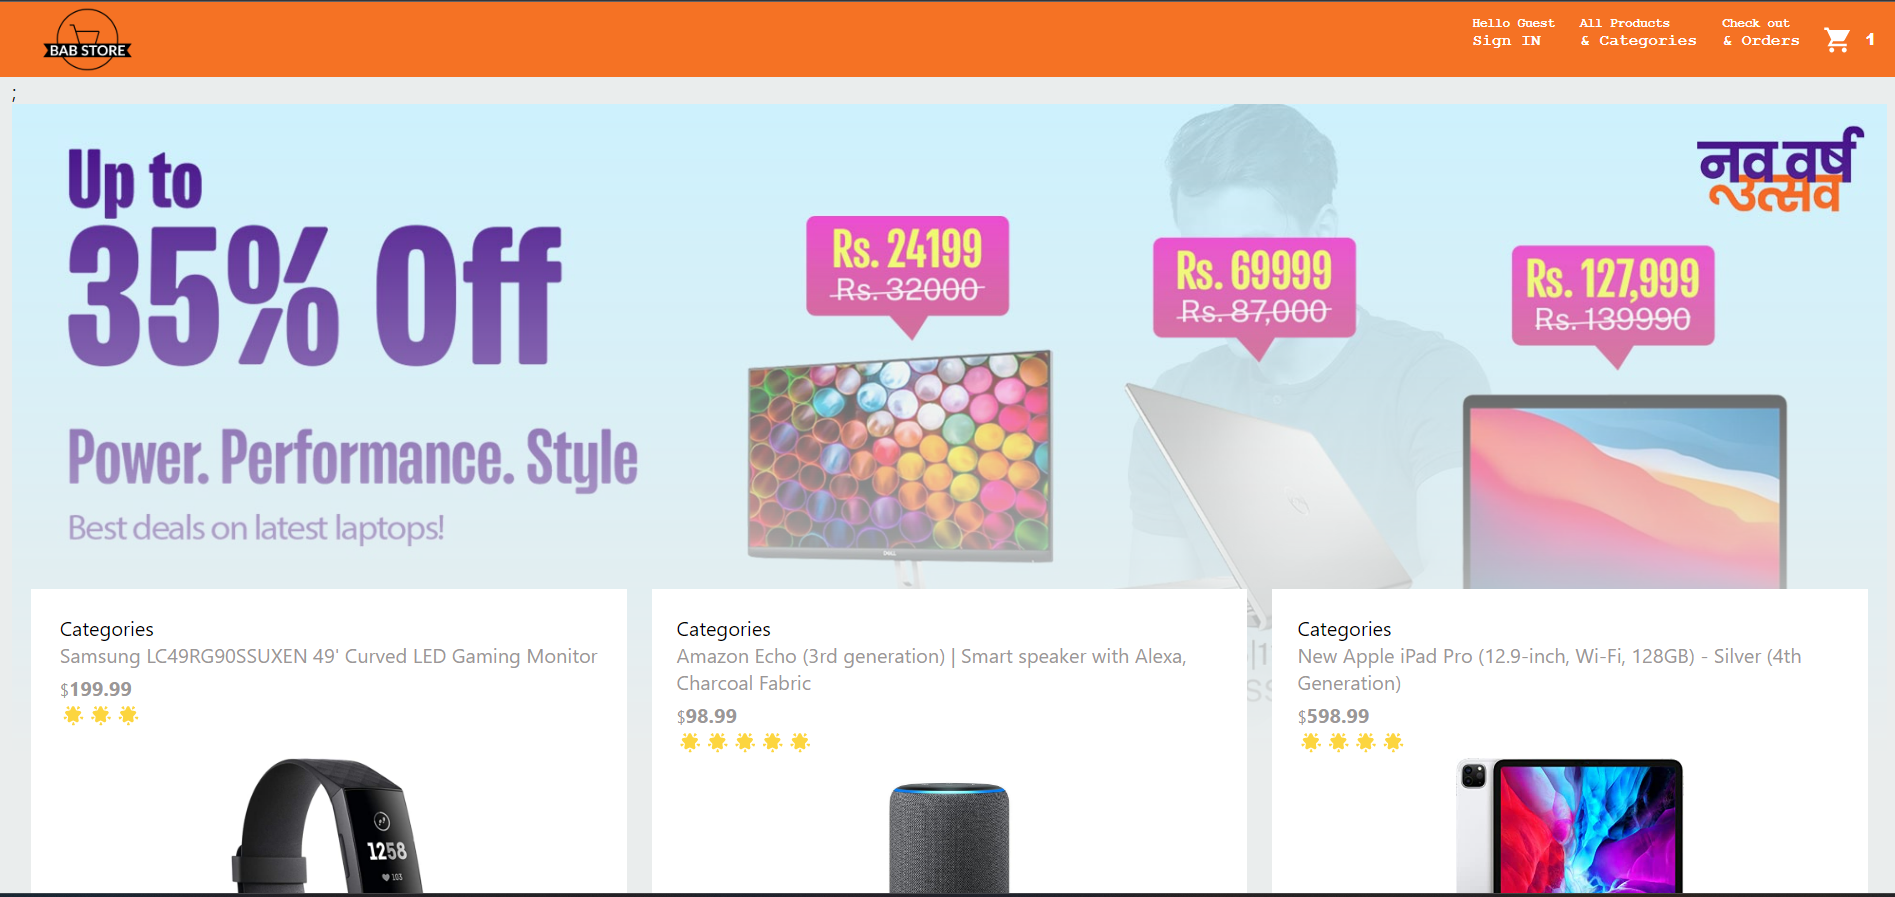 BAB STORE
Hello Guest
Sign IN
All Products
& Categories
Check out
& Orders
1
;
Up to
35% Off
Power. Performance. Style
Best deals on latest laptops!
नव वर्ष
उत्सव
Rs. 24199
Rs. 32000
Rs. 69999
Rs. 87,000
Rs. 127,999
Rs. 139990
DELL
Categories
Samsung LC49RG90SSUXEN 49' Curved LED Gaming Monitor
$199.99
Categories
Amazon Echo (3rd generation) | Smart speaker with Alexa,
Charcoal Fabric
$98.99
Categories
New Apple iPad Pro (12.9-inch, Wi-Fi, 128GB) - Silver (4th
Generation)
$598.99
1258
103